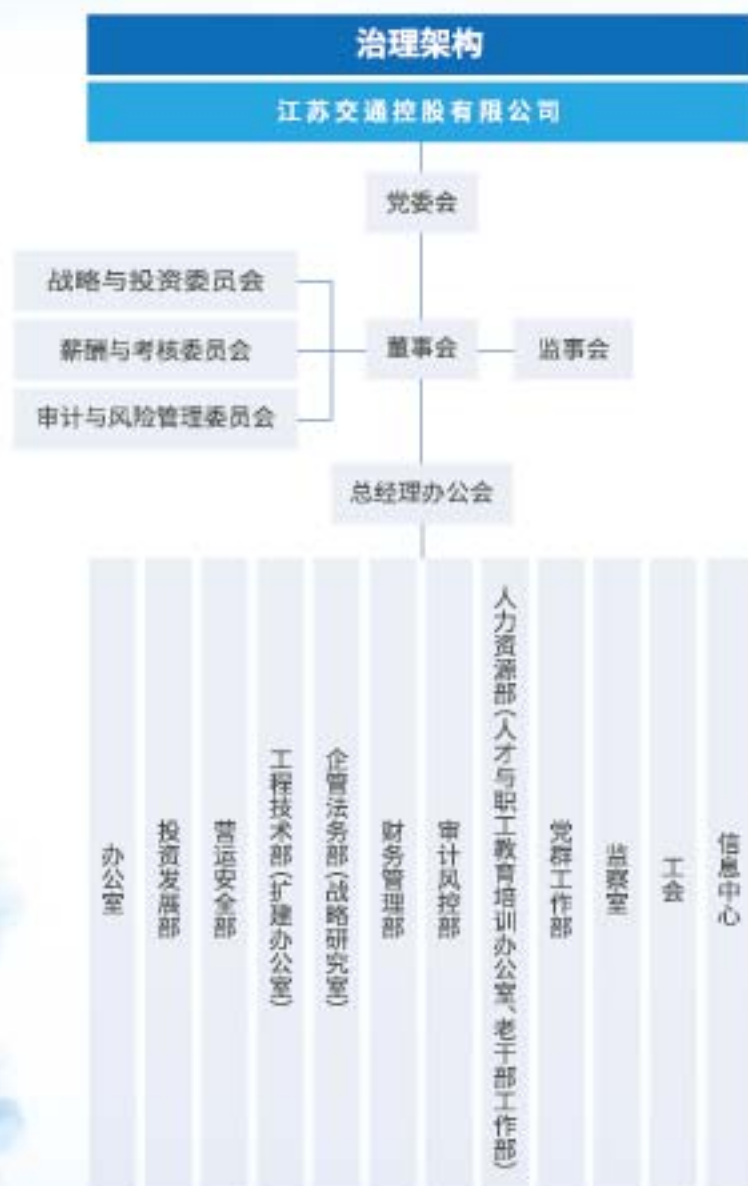 治理架构
江苏交通控股有限公司
党委会
战略与投资委员会
薪酬与考核委员会
董事会
监事会
审计与风险管理委员会
总经理办公会
办公室
投资发展部
营运安全部
工程技术部(扩建办公室)
企管法务部(战略研究室)
财务管理部
审计风控部
人力资源部(人才与职工教育培训办公室、老干部工作部)
党群工作部
监察室
工会
信息中心